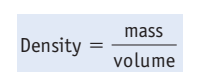 Density = mass
volume